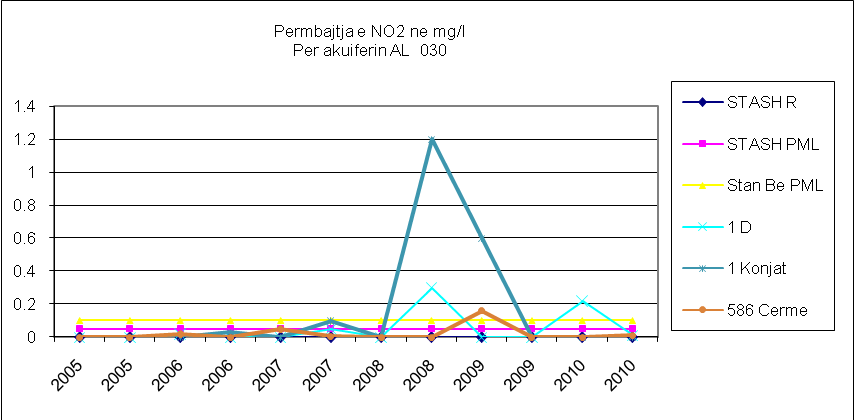 Permbajtja e NO2 ne mg/l
Per akuiferin AL 030
1.4
1.2
1
0.8
0.6
0.4
0.2
0
2005
2005
2006
2006
2007
2007
2008
2008
2009
2009
2010
2010
STASH R
STASH PML
Stan Be PML
1 D
1 Konjat
586 Cerme